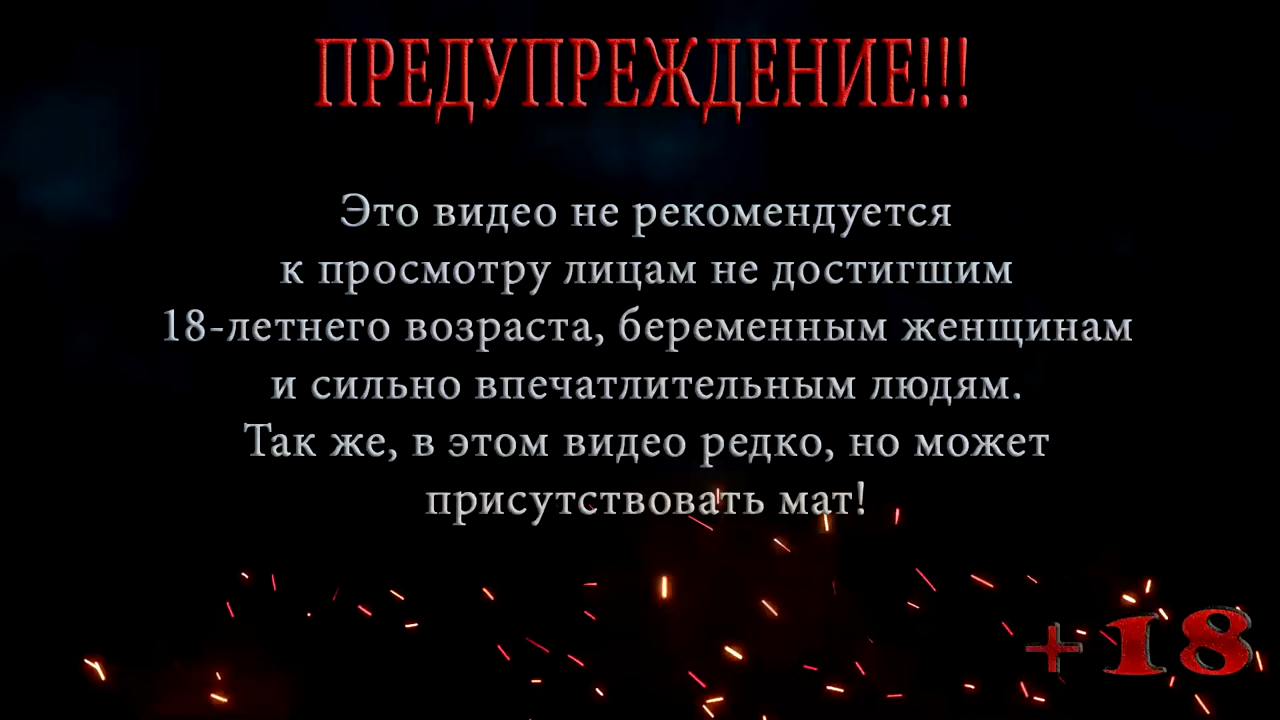 ПРЕДУПРЕЖДЕНИЕ!!!
Это видео не рекомендуется
к просмотру лицам не достигшим
18-летнего возраста, беременным женщинам
и сильно впечатлительным людям.
Так же, в этом видео редко, но может
присутствовать мат!
+18